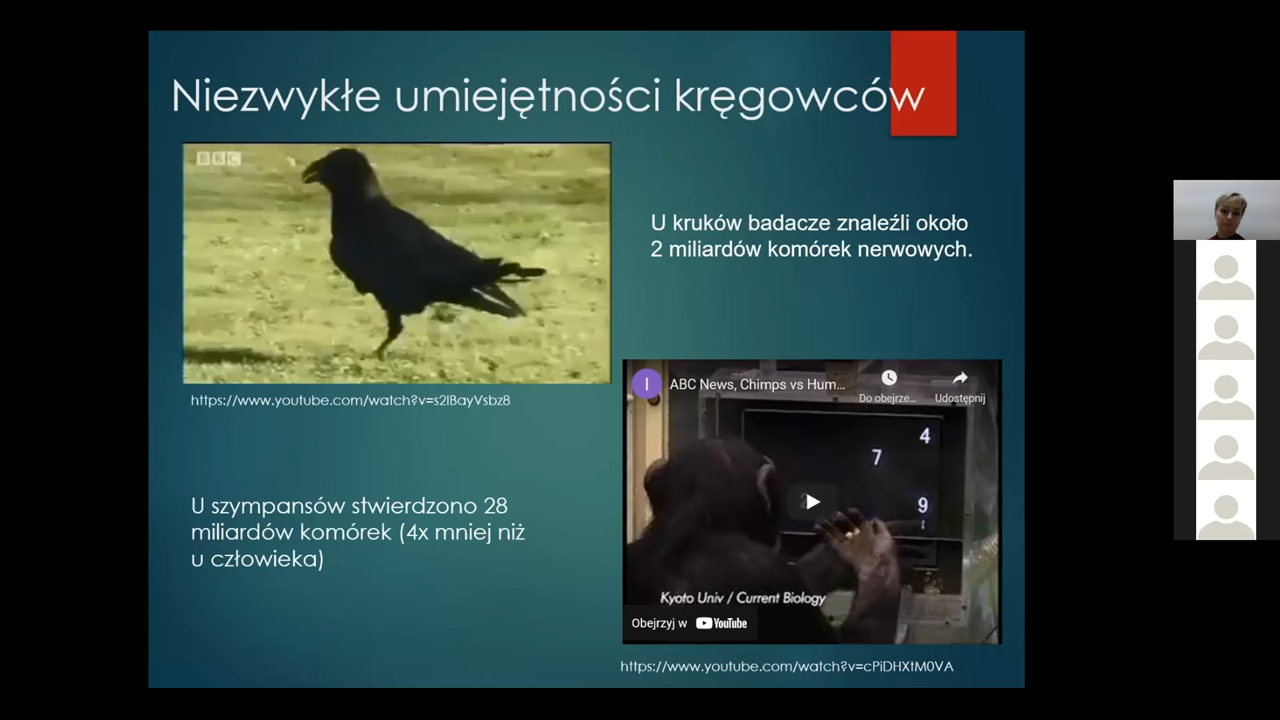 Niezwykłe umiejętności kręgowców
BBC
U kruków badacze znaleźli około
2 miliardów komórek nerwowych.
https://www.youtube.com/watch?v=s2IBayVsbz8
I
ABC News, Chimps vs Hum...
Do obejrze...
Udostępnij
4
7
9
Kyoto Univ / Current Biology
Obejrzyj w YouTube
U szympansów stwierdzono 28
miliardów komórek (4x mniej niż
u człowieka)
https://www.youtube.com/watch?v=cPiDHXtM0VA